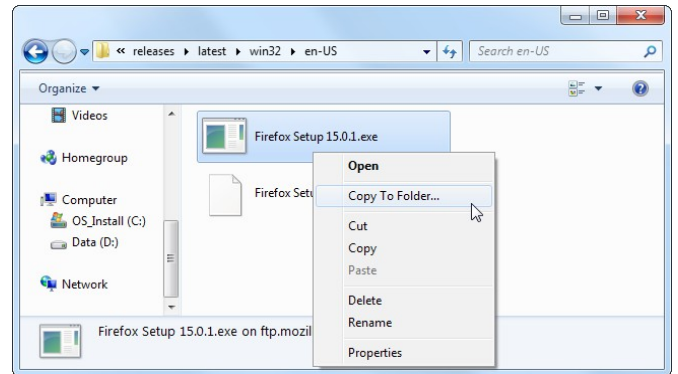 « releases ▸ latest ▸ win32 ▸ en-US
Search en-US
Organize
Videos
Homegroup
Computer
OS_Install (C:)
Data (D:)
Network
Firefox Setup 15.0.1.exe
Firefox Setu
Open
Copy To Folder...
Cut
Copy
Paste
Delete
Rename
Properties
Firefox Setup 15.0.1.exe on ftp.mozil